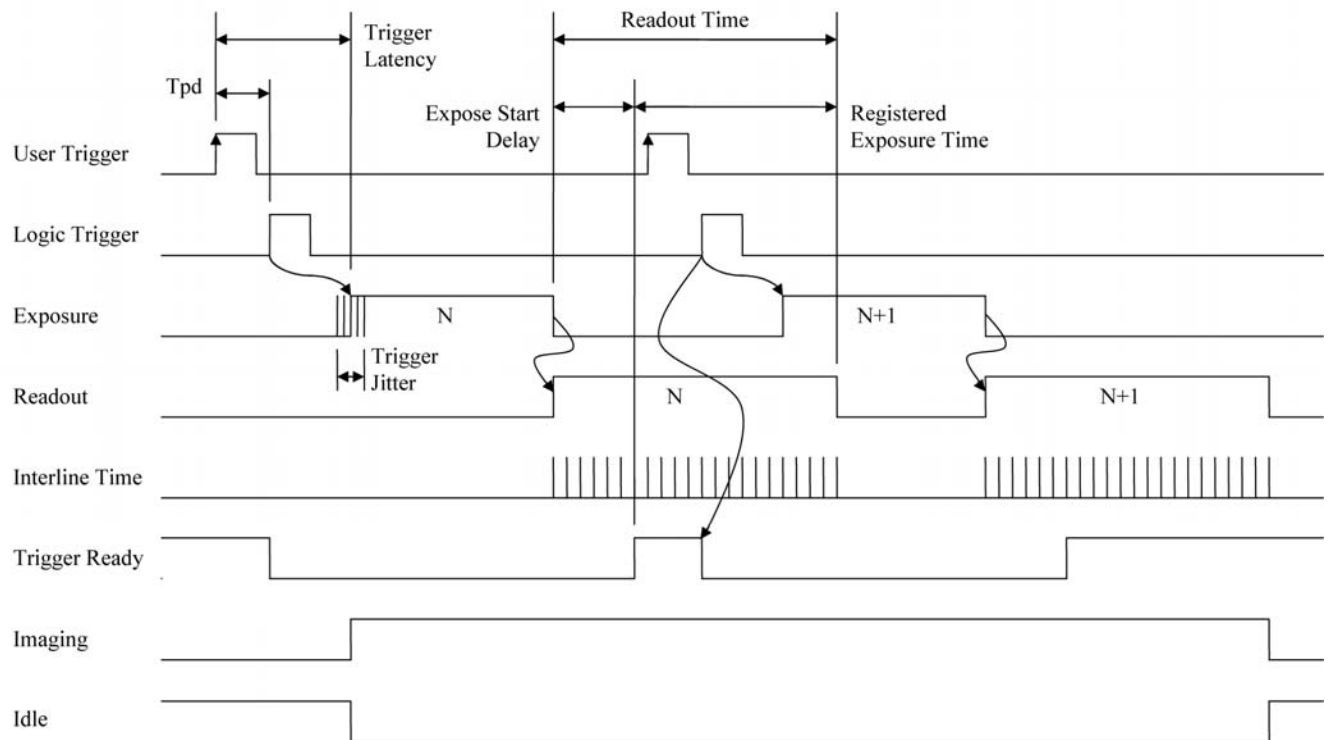 Trigger
Latency
Readout Time
Tpd
Expose Start
Delay
Registered
Exposure Time
User Trigger
Logic Trigger
Exposure
N
N+1
Trigger
Jitter
Readout
N
N+1
Interline Time
Trigger Ready
Imaging
Idle